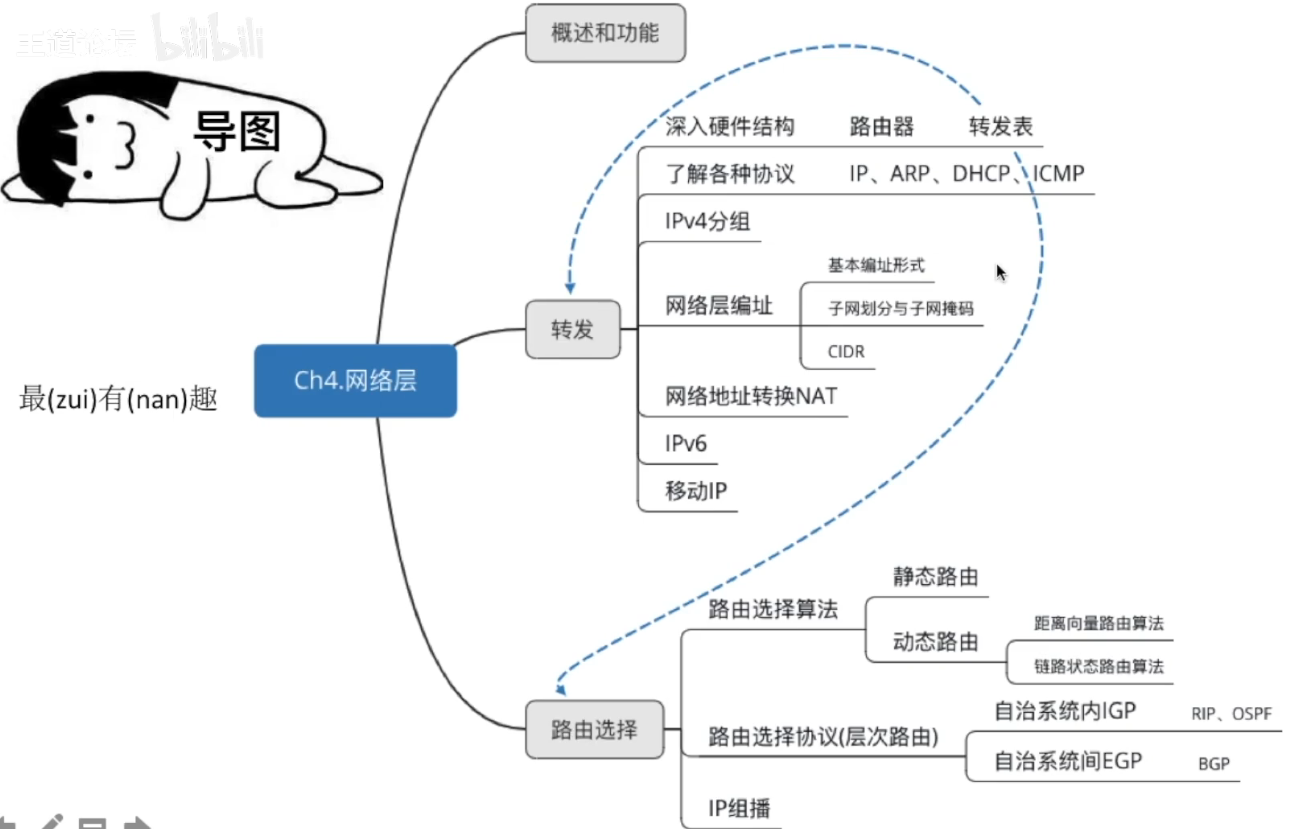 王道论坛 bilibili
导图
最(zui)有(nan)趣
Ch4.网络层
概述和功能
转发
深入硬件结构 路由器 转发表
了解各种协议 IP、ARP、DHCP、ICMP
IPv4分组
网络层编址
基本编址形式
子网划分与子网掩码
CIDR
网络地址转换NAT
IPv6
移动IP
路由选择
路由选择算法
静态路由
动态路由
距离向量路由算法
链路状态路由算法
路由选择协议(层次路由)
自治系统内IGP RIP、OSPF
自治系统间EGP BGP
IP组播